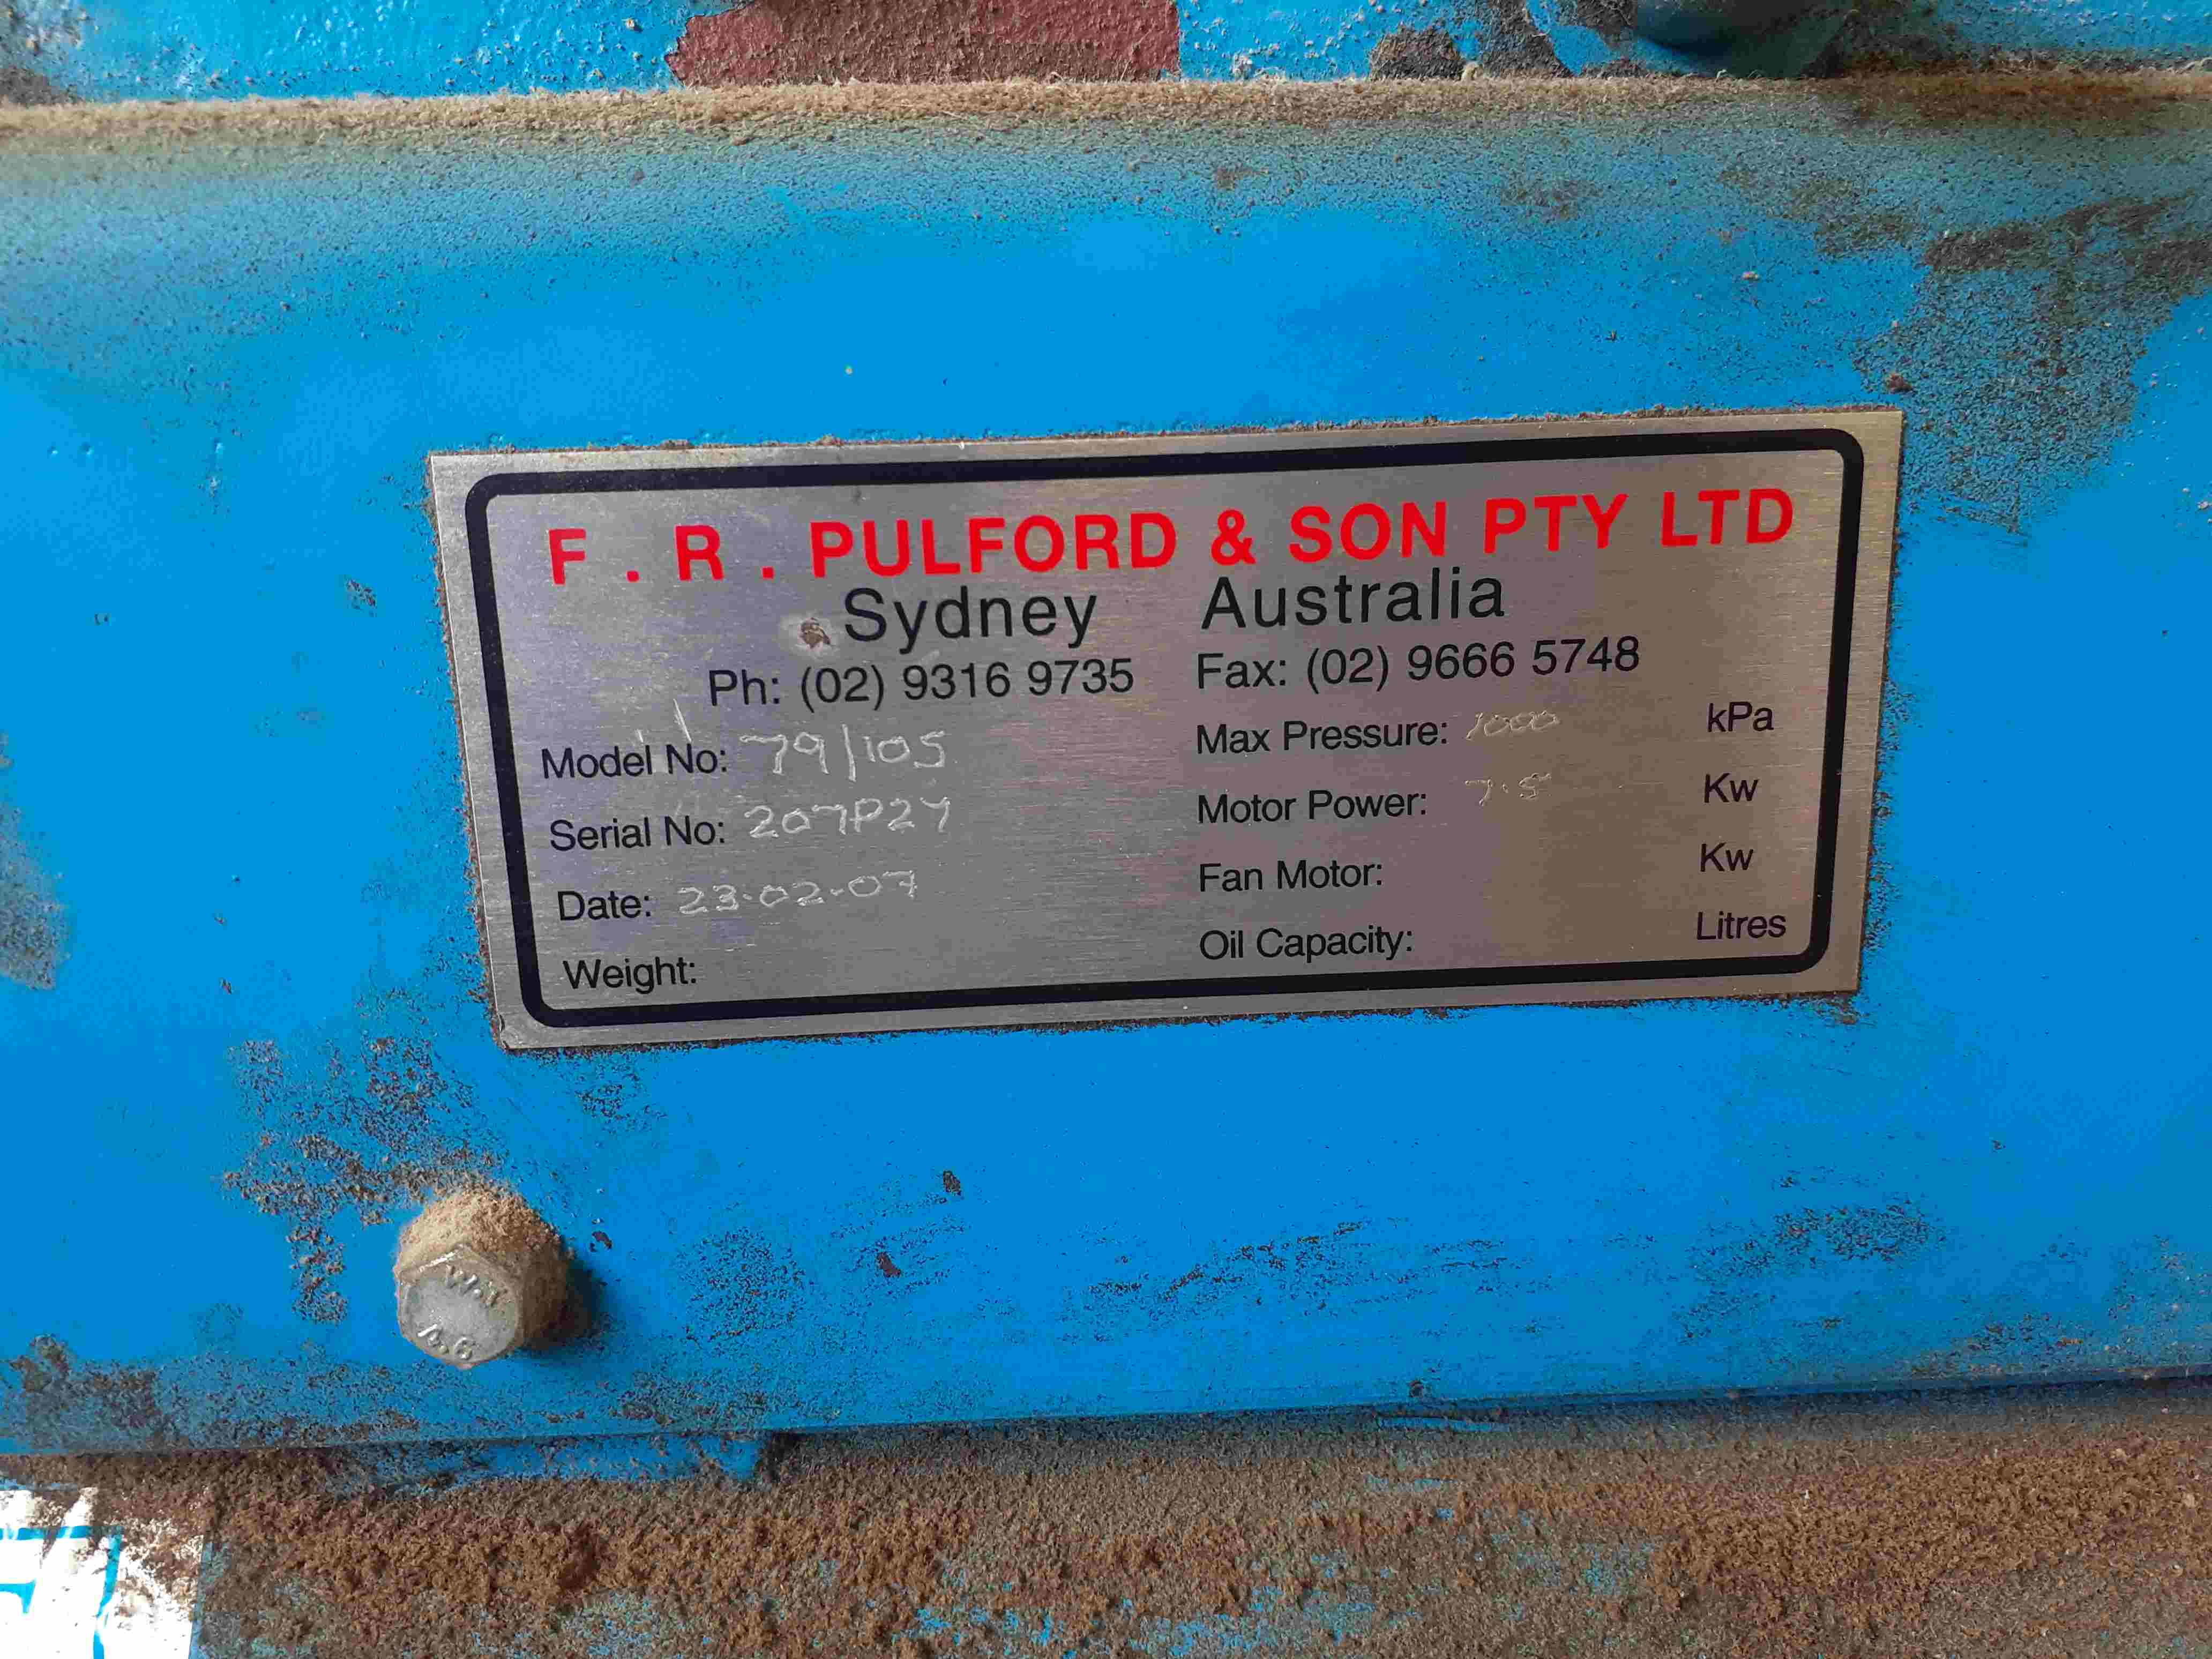 F . R . PULFORD & SON PTY LTD
Sydney Australia
Ph: (02) 9316 9735 Fax: (02) 9666 5748
Model No: 79/105
Max Pressure: 1000 kPa
Serial No: 207P24
Motor Power: 7.5 Kw
Date: 23.02.07
Fan Motor: Kw
Weight:
Oil Capacity: Litres